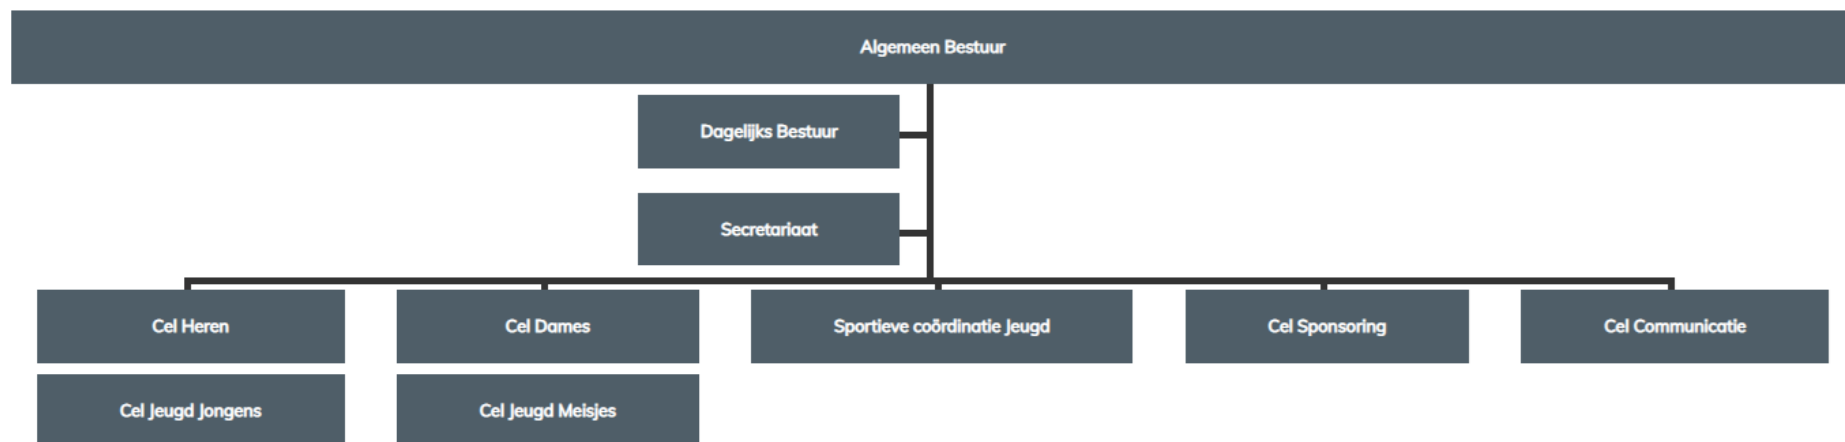 Algemeen Bestuur
Dagelijks Bestuur
Secretariaat
Cel Heren
Cel Dames
Sportieve coördinatie Jeugd
Cel Sponsoring
Cel Communicatie
Cel Jeugd Jongens
Cel Jeugd Meisjes